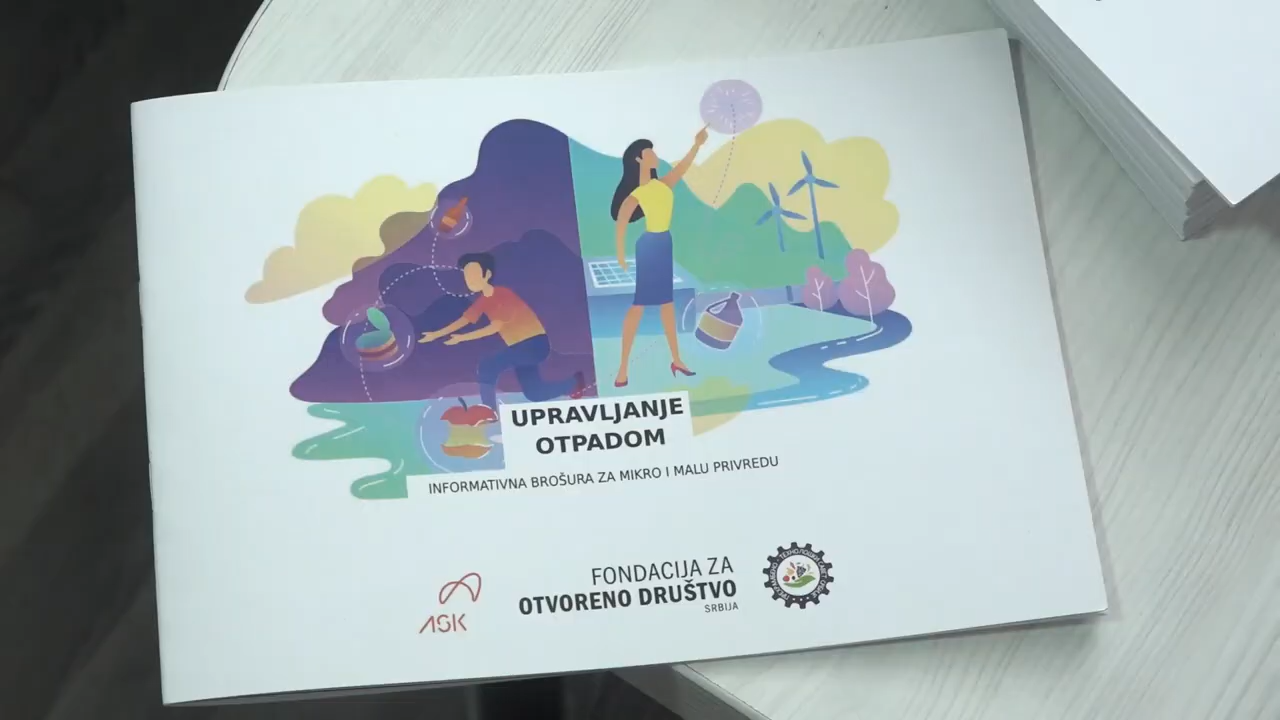 UPRAVLJANJE
OTPADOM
INFORMATIVNA BROŠURA ZA MIKRO I MALU PRIVREDU
ASK
FONDACIJA ZA
OTVORENO DRUŠTVO
SRBIJA